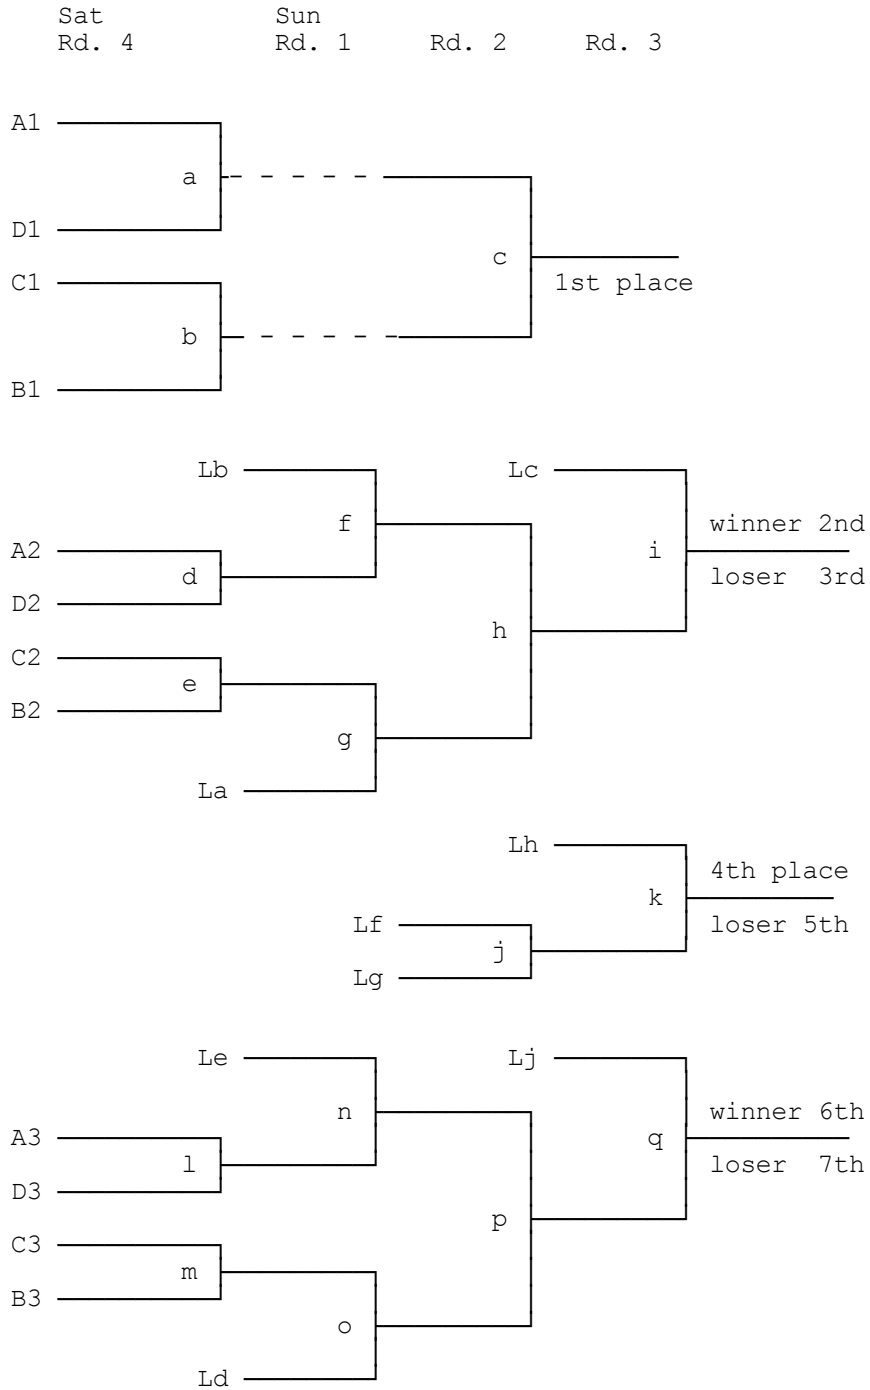 Sat Sun
Rd. 4 Rd. 1 Rd. 2 Rd. 3
A1
a
D1
c
C1 1st place
b
B1
Lb Lc
f winner 2nd
A2 i
d loser 3rd
D2
h
C2
e
B2
g
La
Lh
4th place
k
Lf loser 5th
j
Lg
Le Lj
n winner 6th
A3 q
l loser 7th
D3
p
C3
m
B3
o
Ld